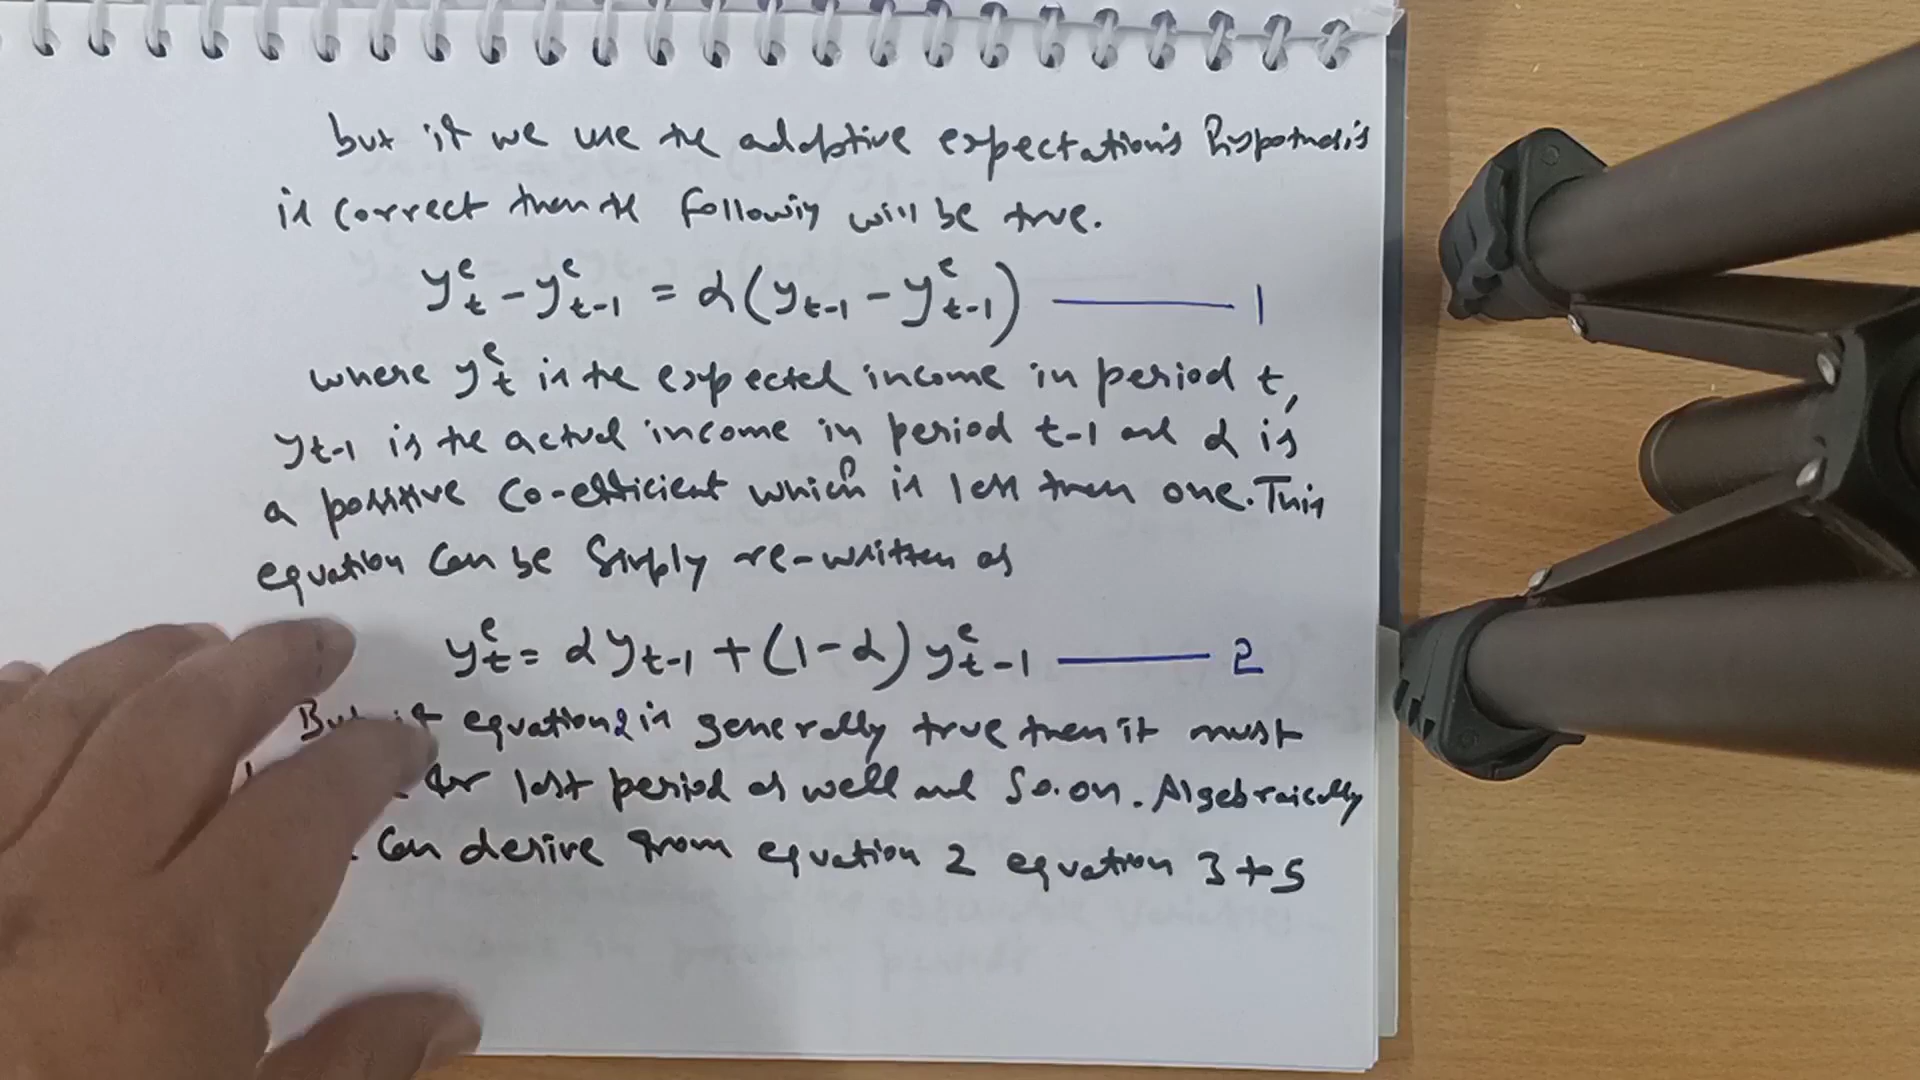 but if we use the adaptive expectations hypothesis
is correct then the following will be true.
yᵉt - yᵉt-1 = α(yt-1 - yᵉt-1) —— 1
where yᵉt is the expected income in period t,
yt-1 is the actual income in period t-1 and α is
a positive co-efficient which is less than one. This
equation can be simply re-written as
yᵉt = αyt-1 + (1-α) yᵉt-1 —— 2
But if equation 2 is generally true then it must
for last period as well and so.on. Algebraically
can derive from equation 2 equation 3 + 5